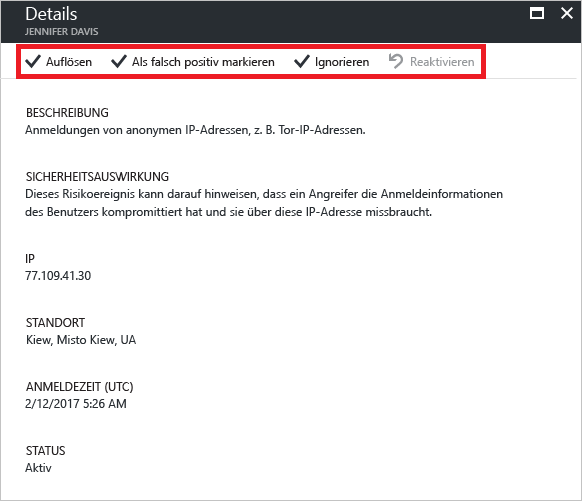 Details
JENNIFER DAVIS
Auflösen Als falsch positiv markieren Ignorieren Reaktivieren
BESCHREIBUNG
Anmeldungen von anonymen IP-Adressen, z. B. Tor-IP-Adressen.
SICHERHEITSAUSWIRKUNG
Dieses Risikoereignis kann darauf hinweisen, dass ein Angreifer die Anmeldeinformationen
des Benutzers kompromittiert hat und sie über diese IP-Adresse missbraucht.
IP
77.109.41.30
STANDORT
Kiew, Misto Kiew, UA
ANMELDEZEIT (UTC)
2/12/2017 5:26 AM
STATUS
Aktiv